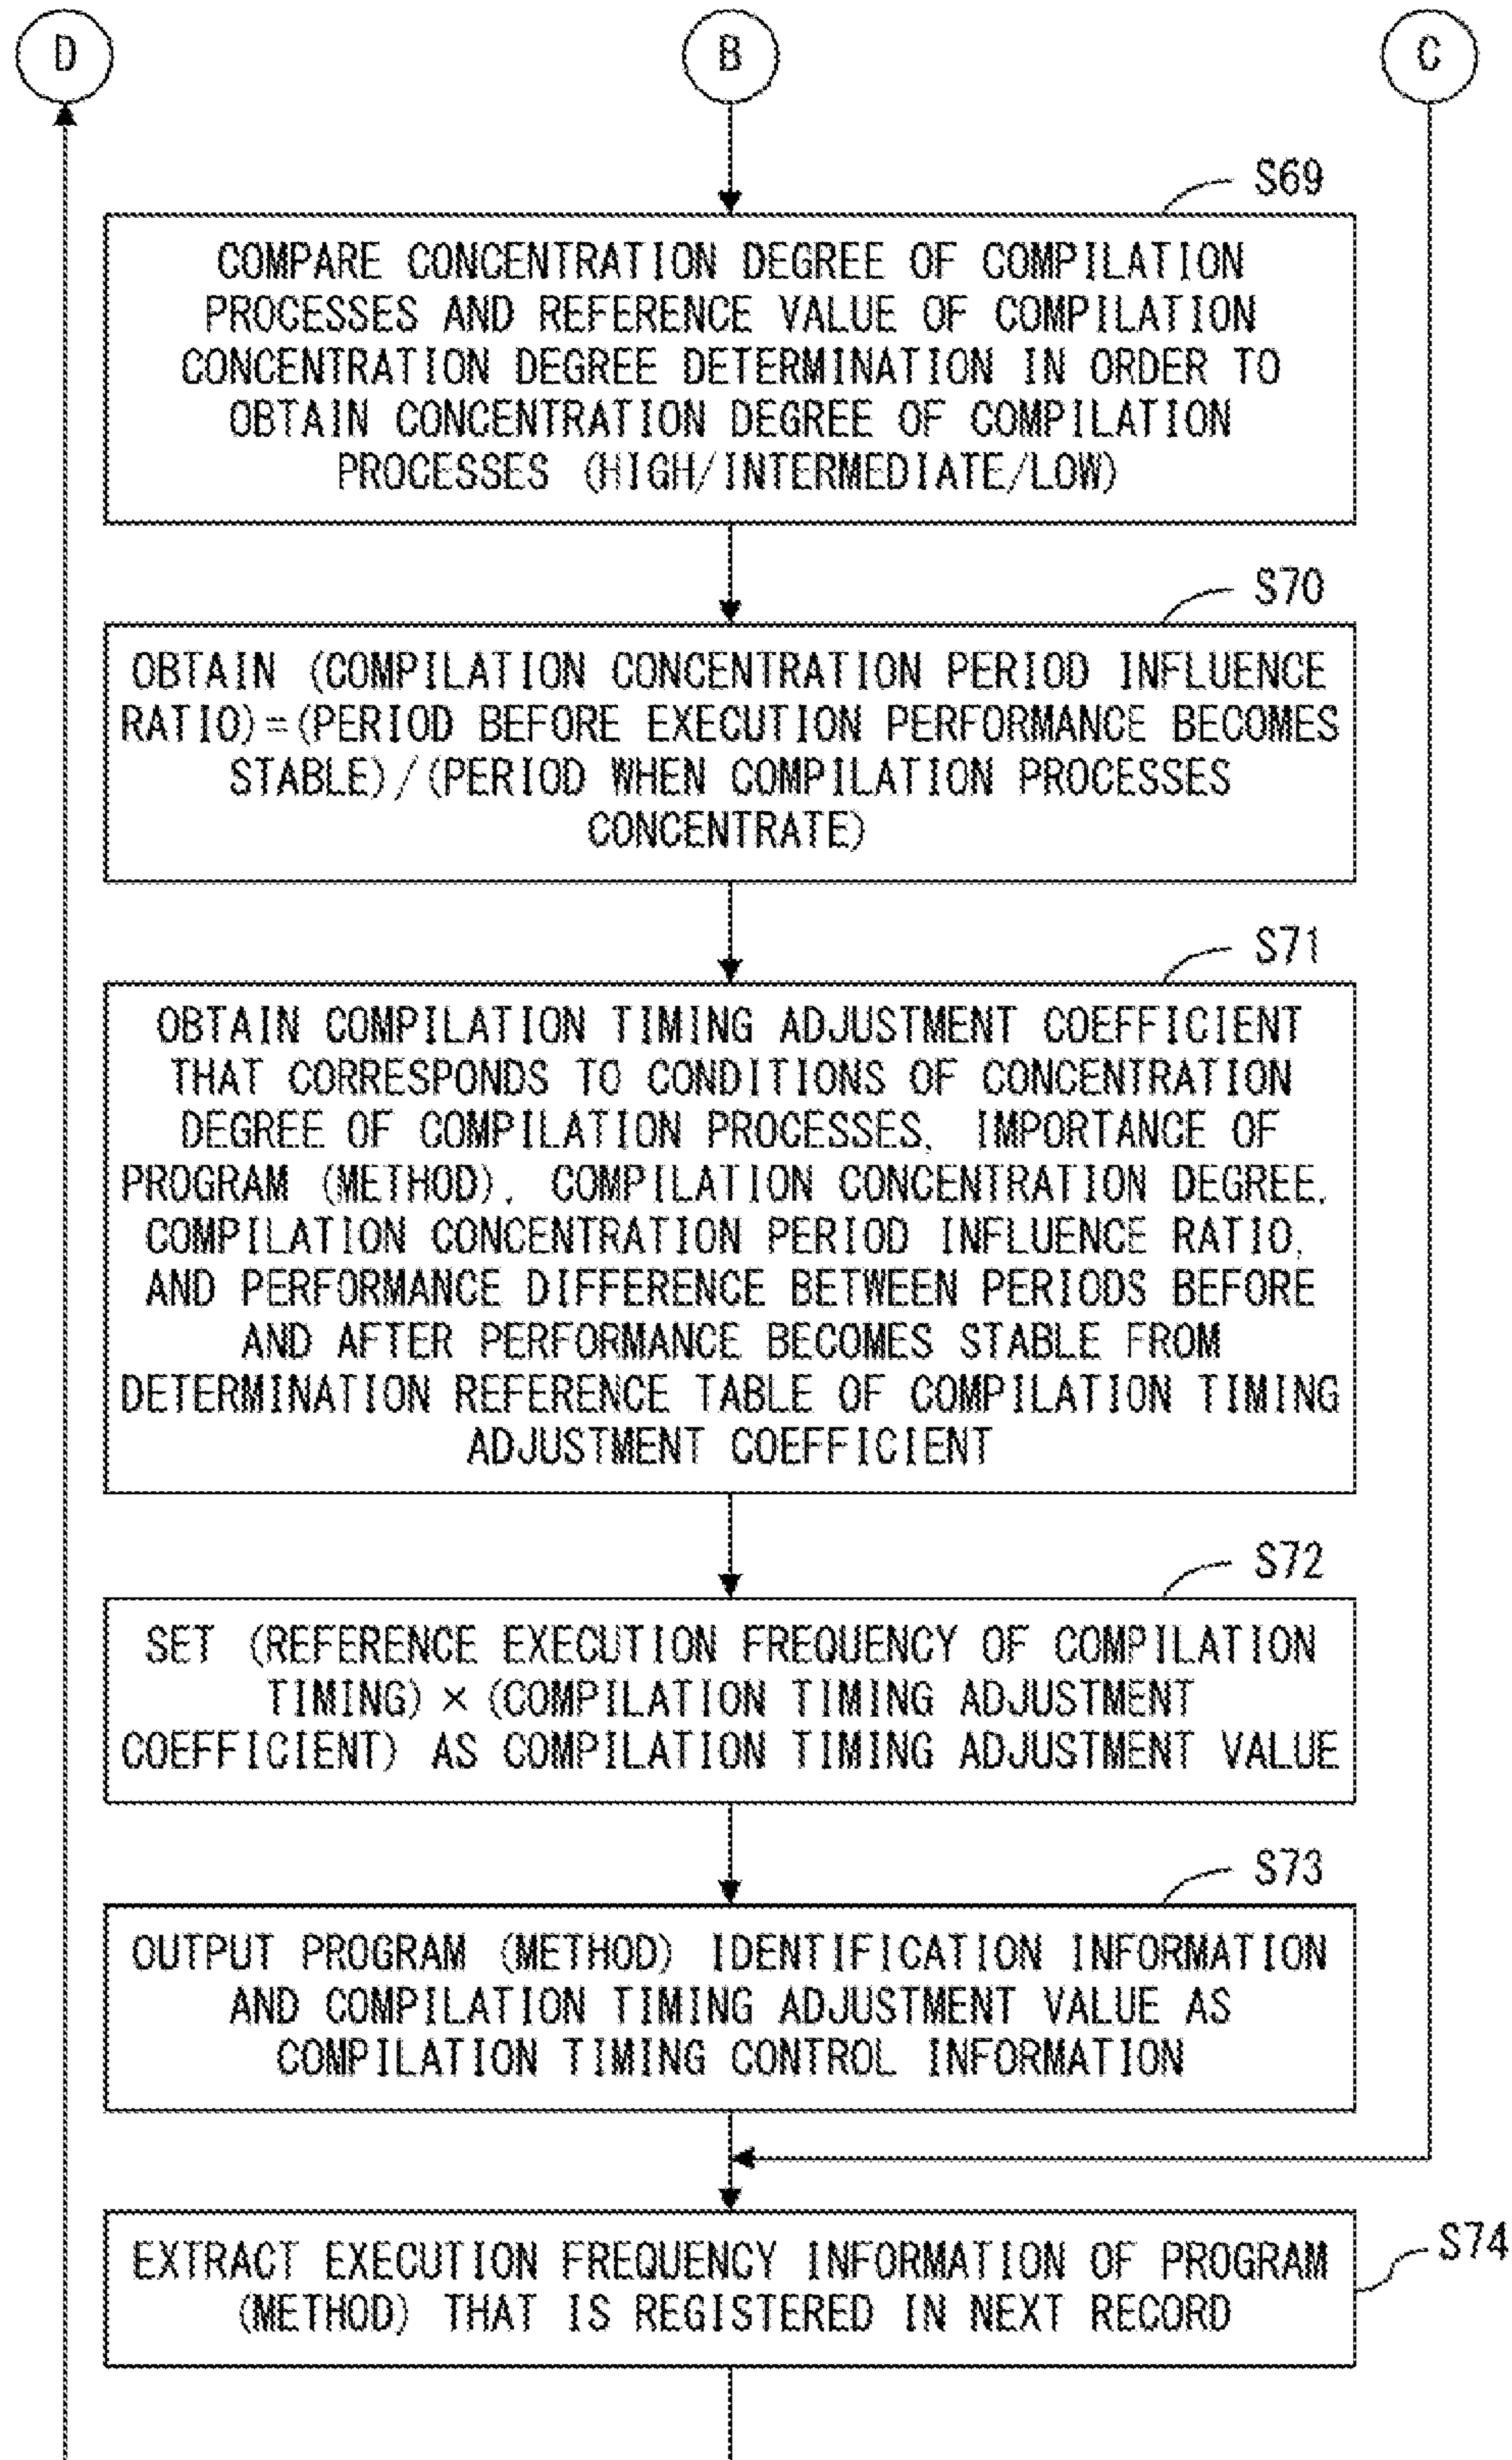 D
B
C
S69
COMPARE CONCENTRATION DEGREE OF COMPILATION
PROCESSES AND REFERENCE VALUE OF COMPILATION
CONCENTRATION DEGREE DETERMINATION IN ORDER TO
OBTAIN CONCENTRATION DEGREE OF COMPILATION
PROCESSES (HIGH/INTERMEDIATE/LOW)
S70
OBTAIN (COMPILATION CONCENTRATION PERIOD INFLUENCE
RATIO)=(PERIOD BEFORE EXECUTION PERFORMANCE BECOMES
STABLE)/(PERIOD WHEN COMPILATION PROCESSES
CONCENTRATE)
S71
OBTAIN COMPILATION TIMING ADJUSTMENT COEFFICIENT
THAT CORRESPONDS TO CONDITIONS OF CONCENTRATION
DEGREE OF COMPILATION PROCESSES, IMPORTANCE OF
PROGRAM (METHOD), COMPILATION CONCENTRATION DEGREE,
COMPILATION CONCENTRATION PERIOD INFLUENCE RATIO,
AND PERFORMANCE DIFFERENCE BETWEEN PERIODS BEFORE
AND AFTER PERFORMANCE BECOMES STABLE FROM
DETERMINATION REFERENCE TABLE OF COMPILATION TIMING
ADJUSTMENT COEFFICIENT
S72
SET (REFERENCE EXECUTION FREQUENCY OF COMPILATION
TIMING) × (COMPILATION TIMING ADJUSTMENT
COEFFICIENT) AS COMPILATION TIMING ADJUSTMENT VALUE
S73
OUTPUT PROGRAM (METHOD) IDENTIFICATION INFORMATION
AND COMPILATION TIMING ADJUSTMENT VALUE AS
COMPILATION TIMING CONTROL INFORMATION
S74
EXTRACT EXECUTION FREQUENCY INFORMATION OF PROGRAM
(METHOD) THAT IS REGISTERED IN NEXT RECORD